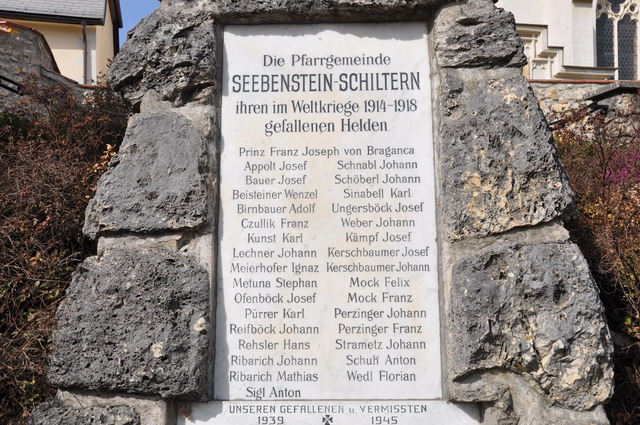 Die Pfarrgemeinde
SEEBENSTEIN-SCHILTERN
ihren im Weltkriege 1914-1918
gefallenen Helden
Prinz Franz Joseph von Braganca
Appolt Josef Schnabl Johann
Bauer Josef Schöberl Johann
Beisteiner Wenzel Sinabell Karl
Birnbauer Adolf Ungersböck Josef
Czullik Franz Weber Johann
Kunst Karl Kämpf Josef
Lechner Johann Kerschbaumer Josef
Meierhofer Ignaz Kerschbaumer Johann
Metuna Stephan Mock Felix
Ofenböck Josef Mock Franz
Pürrer Karl Perzinger Johann
Reifböck Johann Perzinger Franz
Rehsler Hans Strametz Johann
Ribarich Johann Schuh Anton
Ribarich Mathias Wedl Florian
Sigl Anton
UNSEREN GEFALLENEN u. VERMISSTEN
1939 1945